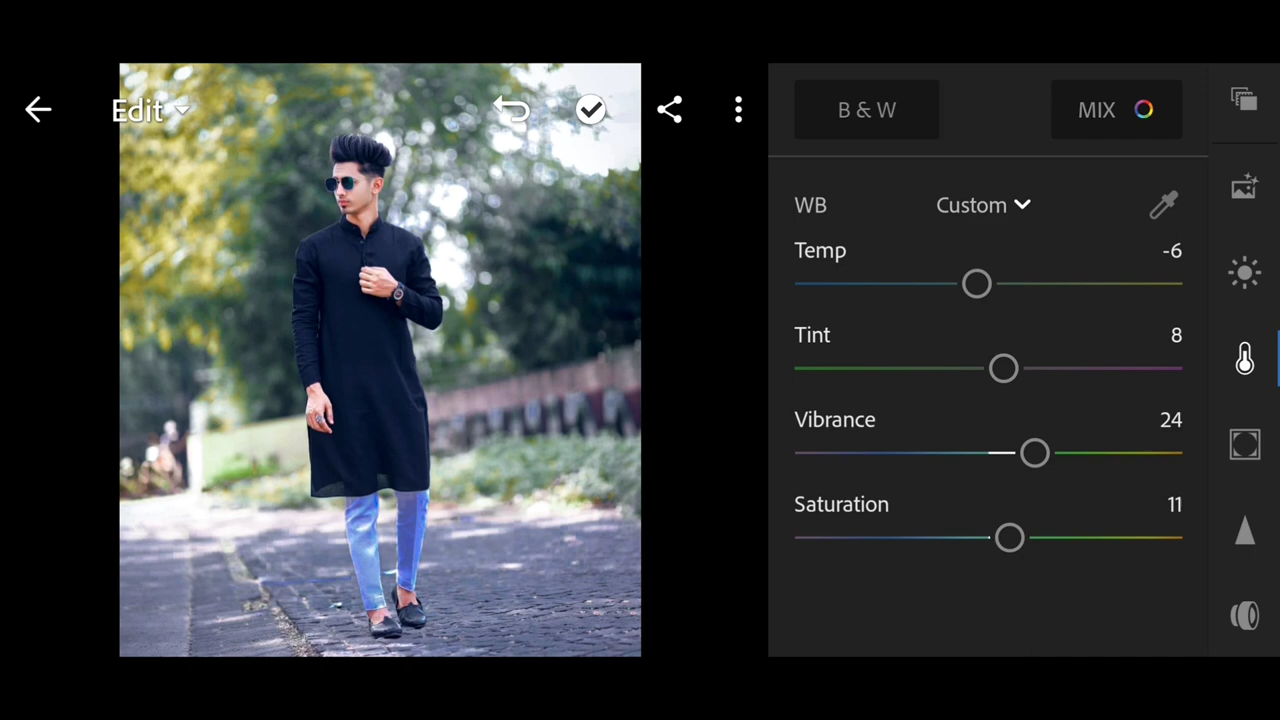 Edit
B & W
MIX
WB Custom
Temp -6
Tint 8
Vibrance 24
Saturation 11